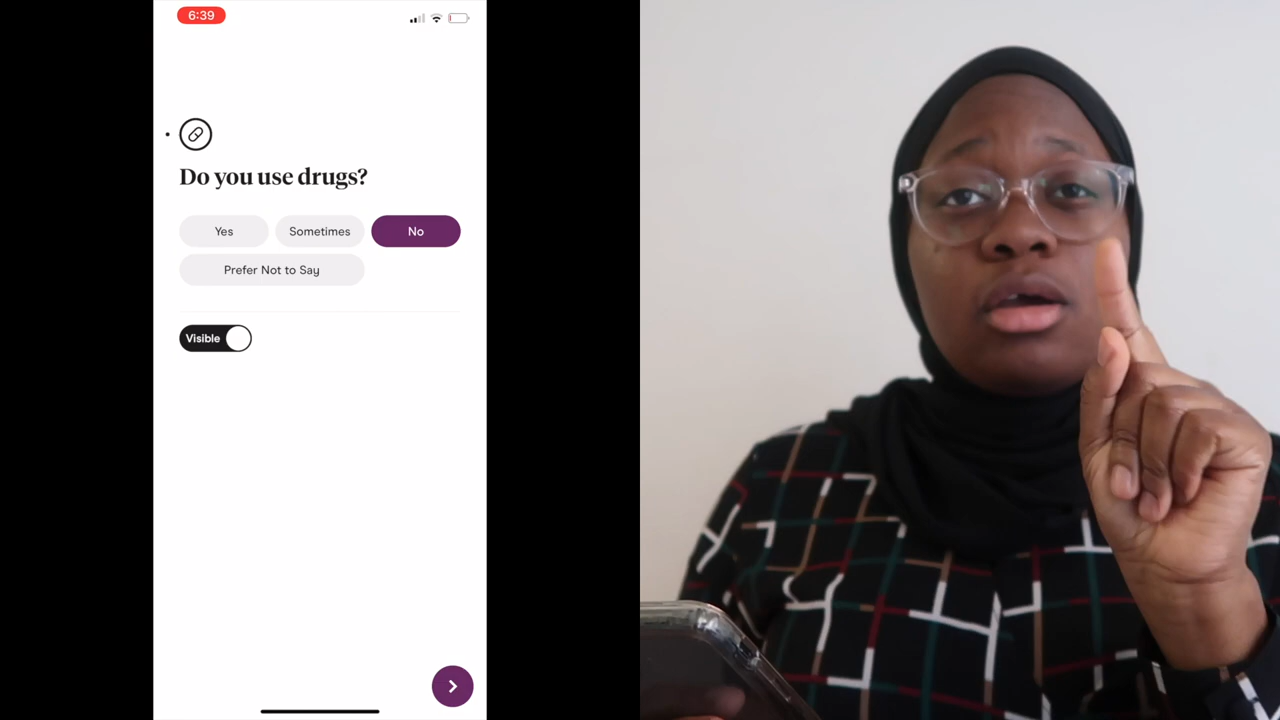 6:39
Do you use drugs?
Yes Sometimes No
Prefer Not to Say
Visible